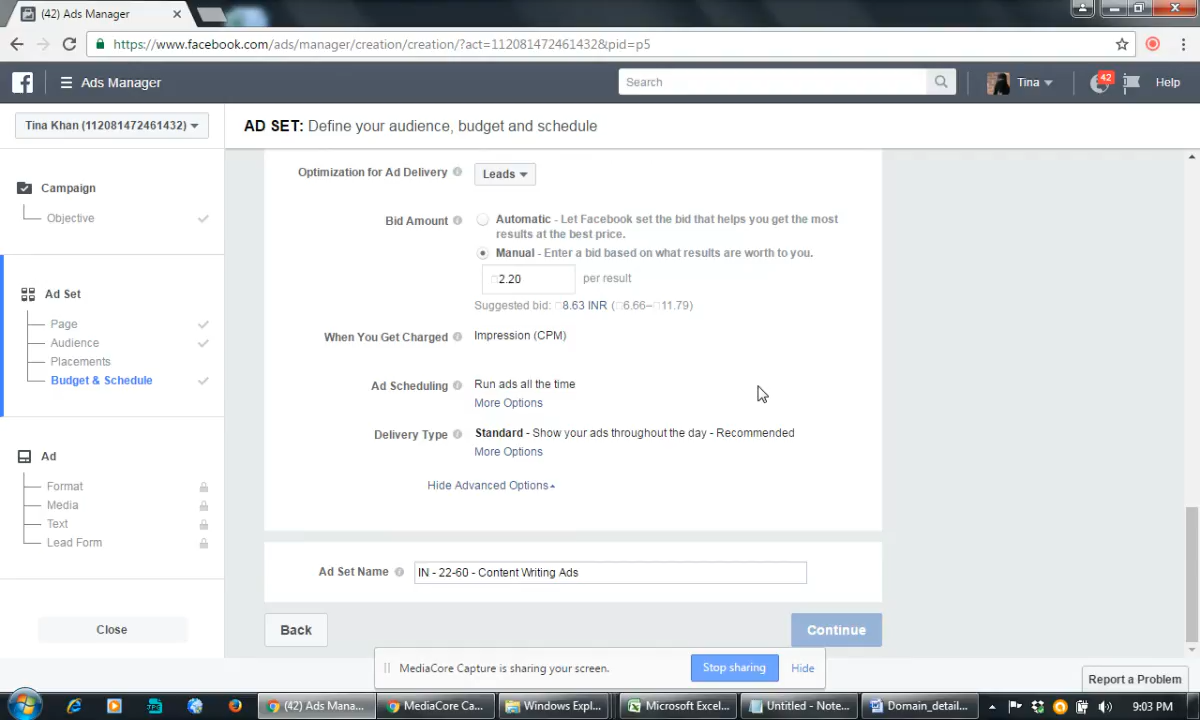 (42) Ads Manager
https://www.facebook.com/ads/manager/creation/creation/?act=112081472461432&pid=p5
Ads Manager
Search
Tina
42
Help
Tina Khan (112081472461432)
AD SET: Define your audience, budget and schedule
Campaign
Objective
Ad Set
Page
Audience
Placements
Budget & Schedule
Ad
Format
Media
Text
Lead Form
Close
Optimization for Ad Delivery
Leads
Bid Amount
Automatic - Let Facebook set the bid that helps you get the most
results at the best price.
Manual - Enter a bid based on what results are worth to you.
2.20
per result
Suggested bid: 8.63 INR (6.66–11.79)
When You Get Charged
Impression (CPM)
Ad Scheduling
Run ads all the time
More Options
Delivery Type
Standard - Show your ads throughout the day - Recommended
More Options
Hide Advanced Options
Ad Set Name
IN - 22-60 - Content Writing Ads
Back
Continue
MediaCore Capture is sharing your screen.
Stop sharing
Hide
Report a Problem
(42) Ads Mana...
MediaCore Ca...
Windows Expl...
Microsoft Exce...
Untitled - Note...
Domain_detail...
9:03 PM